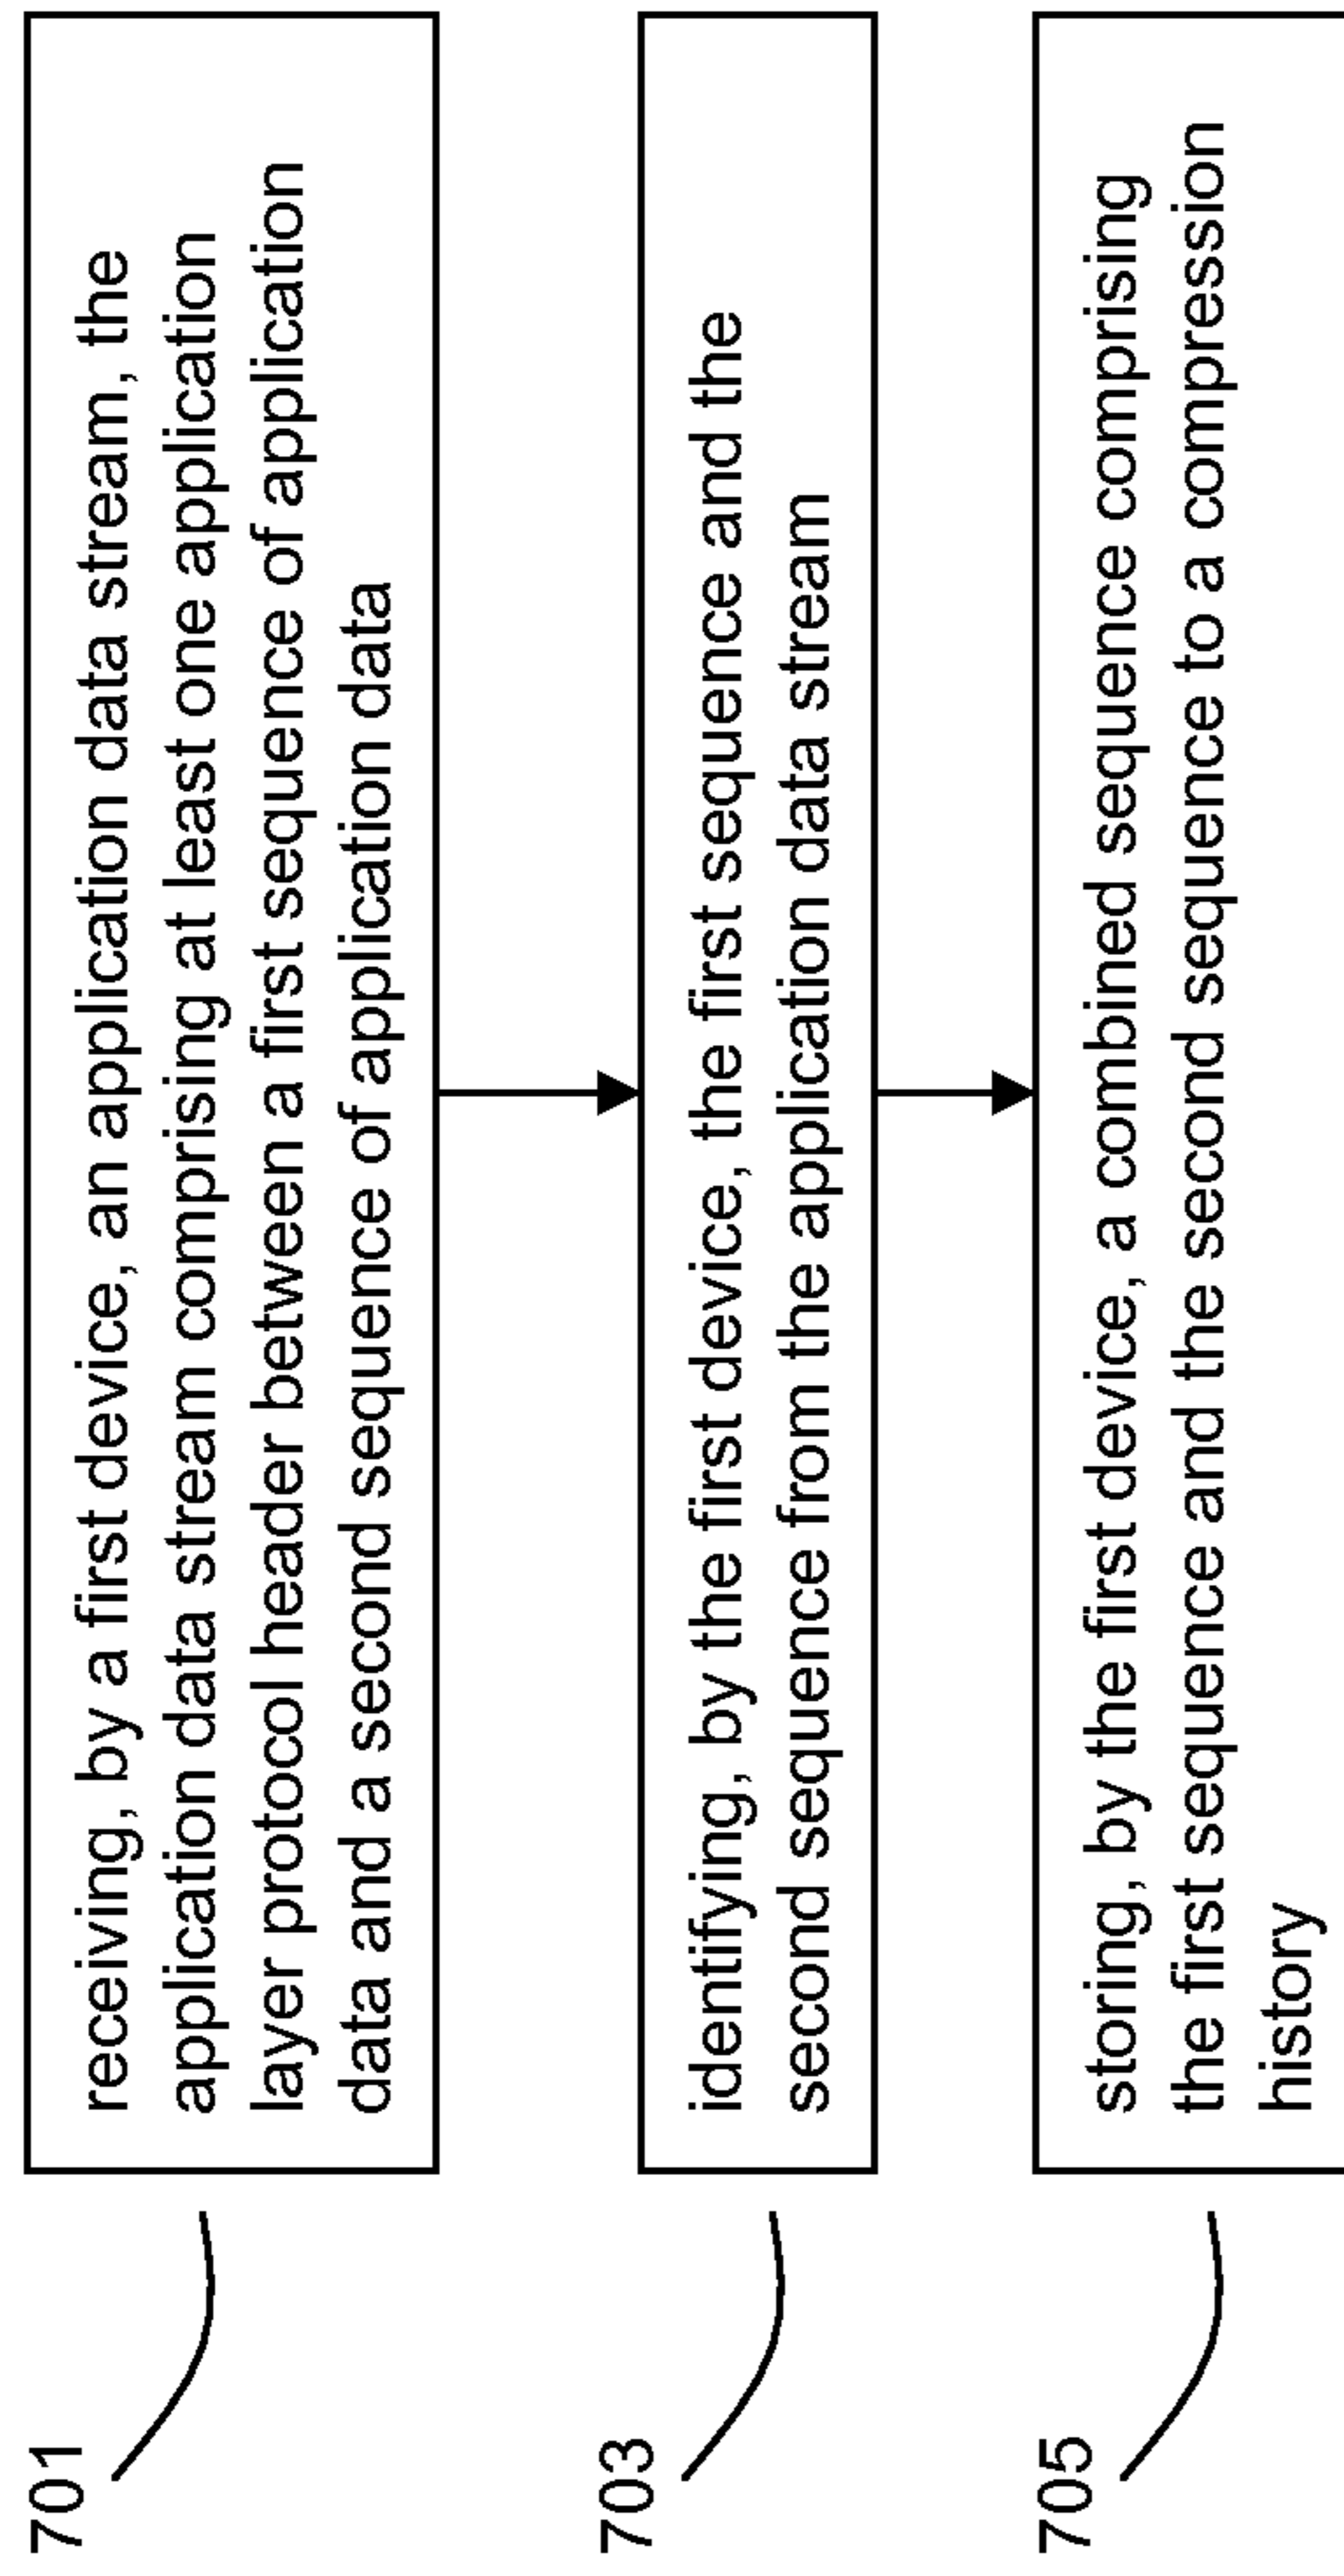 701
receiving, by a first device, an application data stream, the
application data stream comprising at least one application
layer protocol header between a first sequence of application
data and a second sequence of application data
703
identifying, by the first device, the first sequence and the
second sequence from the application data stream
705
storing, by the first device, a combined sequence comprising
the first sequence and the second sequence to a compression
history